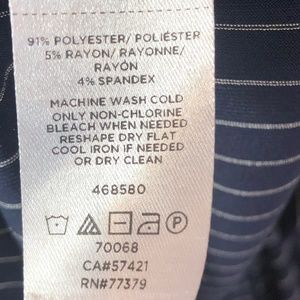 91% POLYESTER/ POLIÉSTER
5% RAYON/ RAYONNE/
RAYÓN
4% SPANDEX
MACHINE WASH COLD
ONLY NON-CHLORINE
BLEACH WHEN NEEDED
RESHAPE DRY FLAT
COOL IRON IF NEEDED
OR DRY CLEAN
468580
P
70068
CA#57421
RN#77379